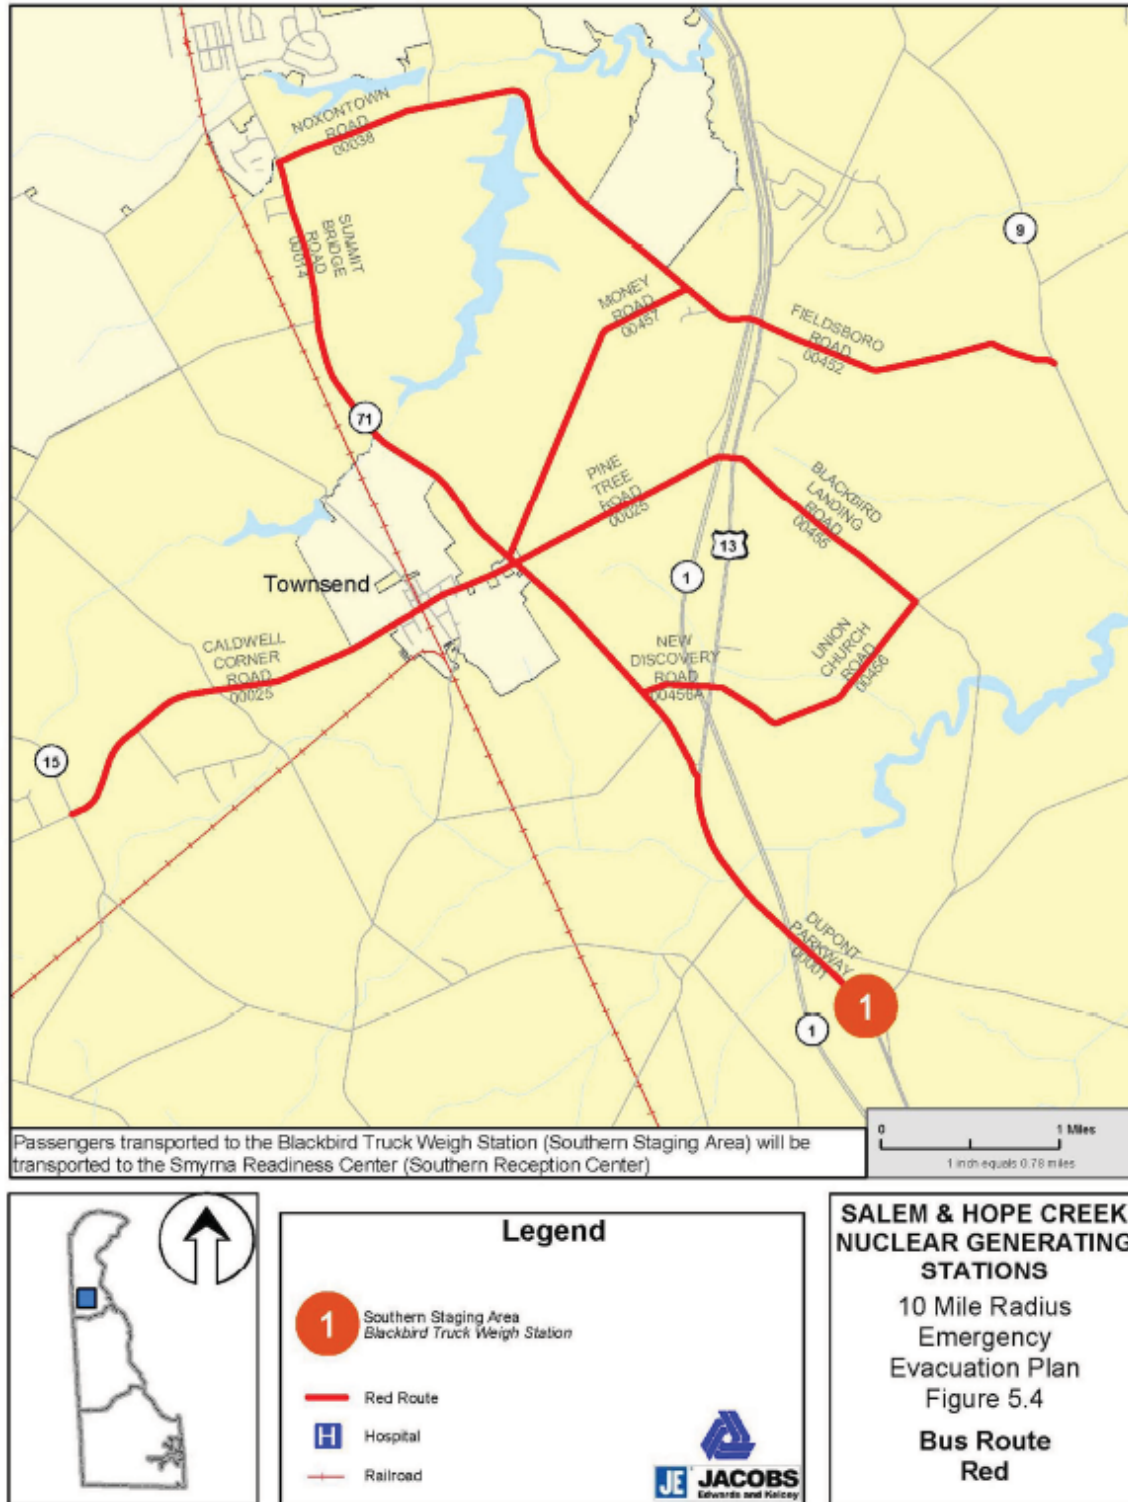 NOXONTOWN
ROAD
00038
SUMMIT
BRIDGE
ROAD
00014
9
MONEY
ROAD
00457
FIELDSBORO
ROAD
00452
71
PINE
TREE
ROAD
00025
BLACKBIRD
LANDING
ROAD
00455
13
1
Townsend
CALDWELL
CORNER
ROAD
00025
NEW
DISCOVERY
ROAD
00456A
UNION
CHURCH
ROAD
00456
15
DUPONT
PARKWAY
00001
1
1
Passengers transported to the Blackbird Truck Weigh Station (Southern Staging Area) will be
transported to the Smyrna Readiness Center (Southern Reception Center)
0 1 Miles
1 inch equals 0.78 miles
Legend
1
Southern Staging Area
Blackbird Truck Weigh Station
Red Route
H Hospital
Railroad
JE JACOBS
Edwards and Kelcey
SALEM & HOPE CREEK
NUCLEAR GENERATING
STATIONS
10 Mile Radius
Emergency
Evacuation Plan
Figure 5.4
Bus Route
Red